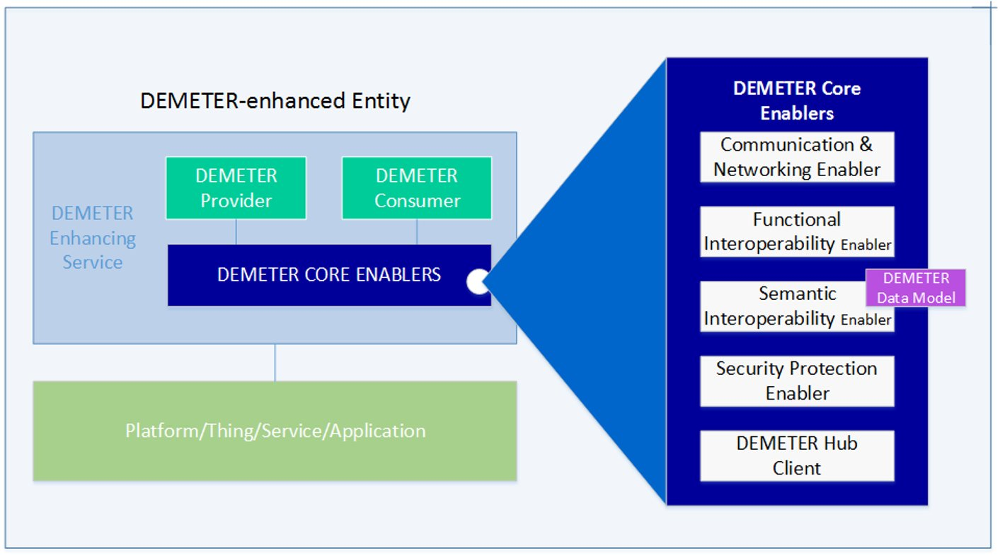 DEMETER-enhanced Entity
DEMETER
Provider
DEMETER
Consumer
DEMETER
Enhancing
Service
DEMETER CORE ENABLERS
Platform/Thing/Service/Application
DEMETER Core
Enablers
Communication &
Networking Enabler
Functional
Interoperability Enabler
Semantic
Interoperability Enabler
DEMETER
Data Model
Security Protection
Enabler
DEMETER Hub
Client